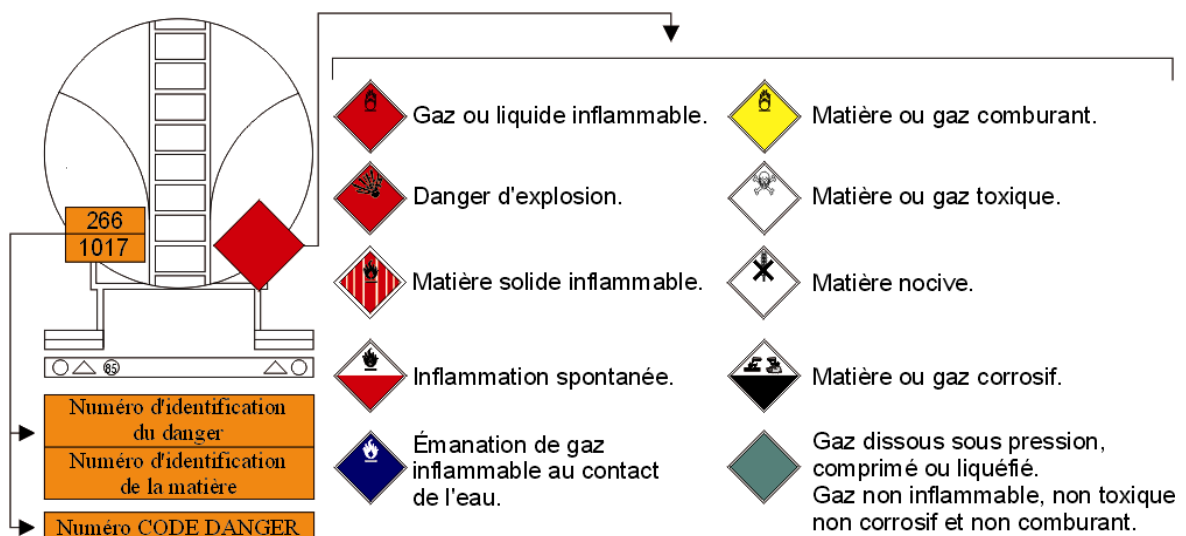 266
1017
85
Numéro d'identification
du danger
Numéro d'identification
de la matière
Numéro CODE DANGER
Gaz ou liquide inflammable.
Danger d'explosion.
Matière solide inflammable.
Inflammation spontanée.
Émanation de gaz
inflammable au contact
de l'eau.
Matière ou gaz comburant.
Matière ou gaz toxique.
Matière nocive.
Matière ou gaz corrosif.
Gaz dissous sous pression,
comprimé ou liquéfié.
Gaz non inflammable, non toxique
non corrosif et non comburant.